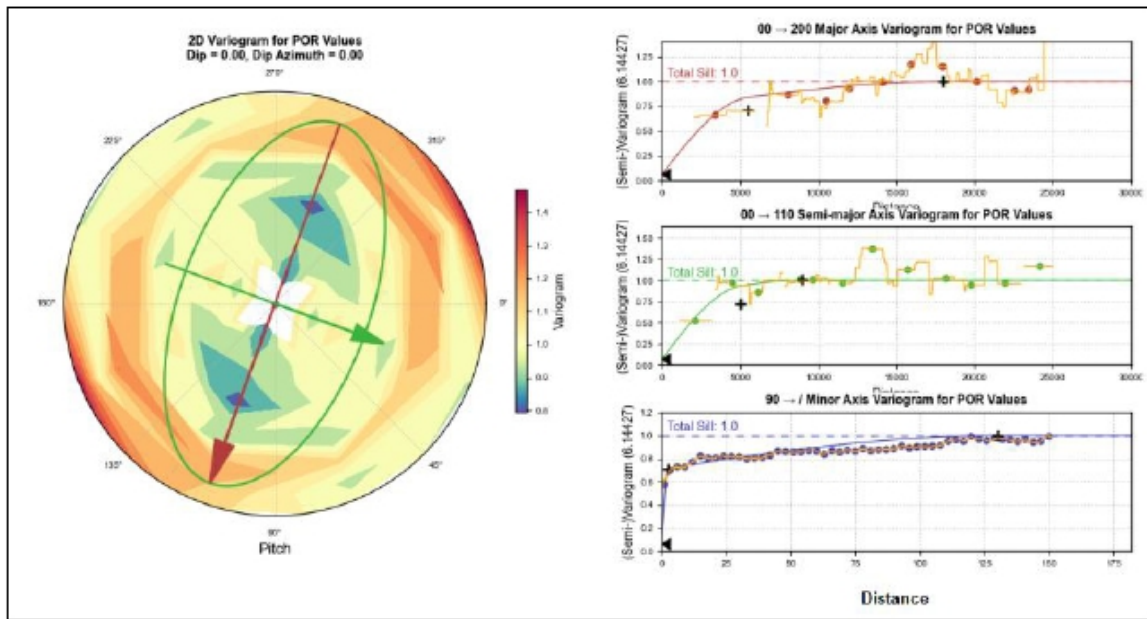 2D Variogram for POR Values
Dip = 0.00, Dip Azimuth = 0.00
270°
225°
315°
180°
0°
135°
45°
90°
Pitch
1.4
1.3
1.2
1.1
1.0
0.9
0.8
Variogram
00 → 200 Major Axis Variogram for POR Values
(Semi-)Variogram (6.14427)
Total Sill: 1.0
1.25
1.00
0.75
0.50
0.25
0.00
0 5000 10000 15000 20000 25000 30000
Distance
00 → 110 Semi-major Axis Variogram for POR Values
(Semi-)Variogram (6.14427)
Total Sill: 1.0
1.50
1.25
1.00
0.75
0.50
0.25
0.00
0 5000 10000 15000 20000 25000 30000
Distance
90 → / Minor Axis Variogram for POR Values
(Semi-)Variogram (6.14427)
Total Sill: 1.0
1.2
1.0
0.8
0.6
0.4
0.2
0.0
0 25 50 75 100 125 150 175
Distance